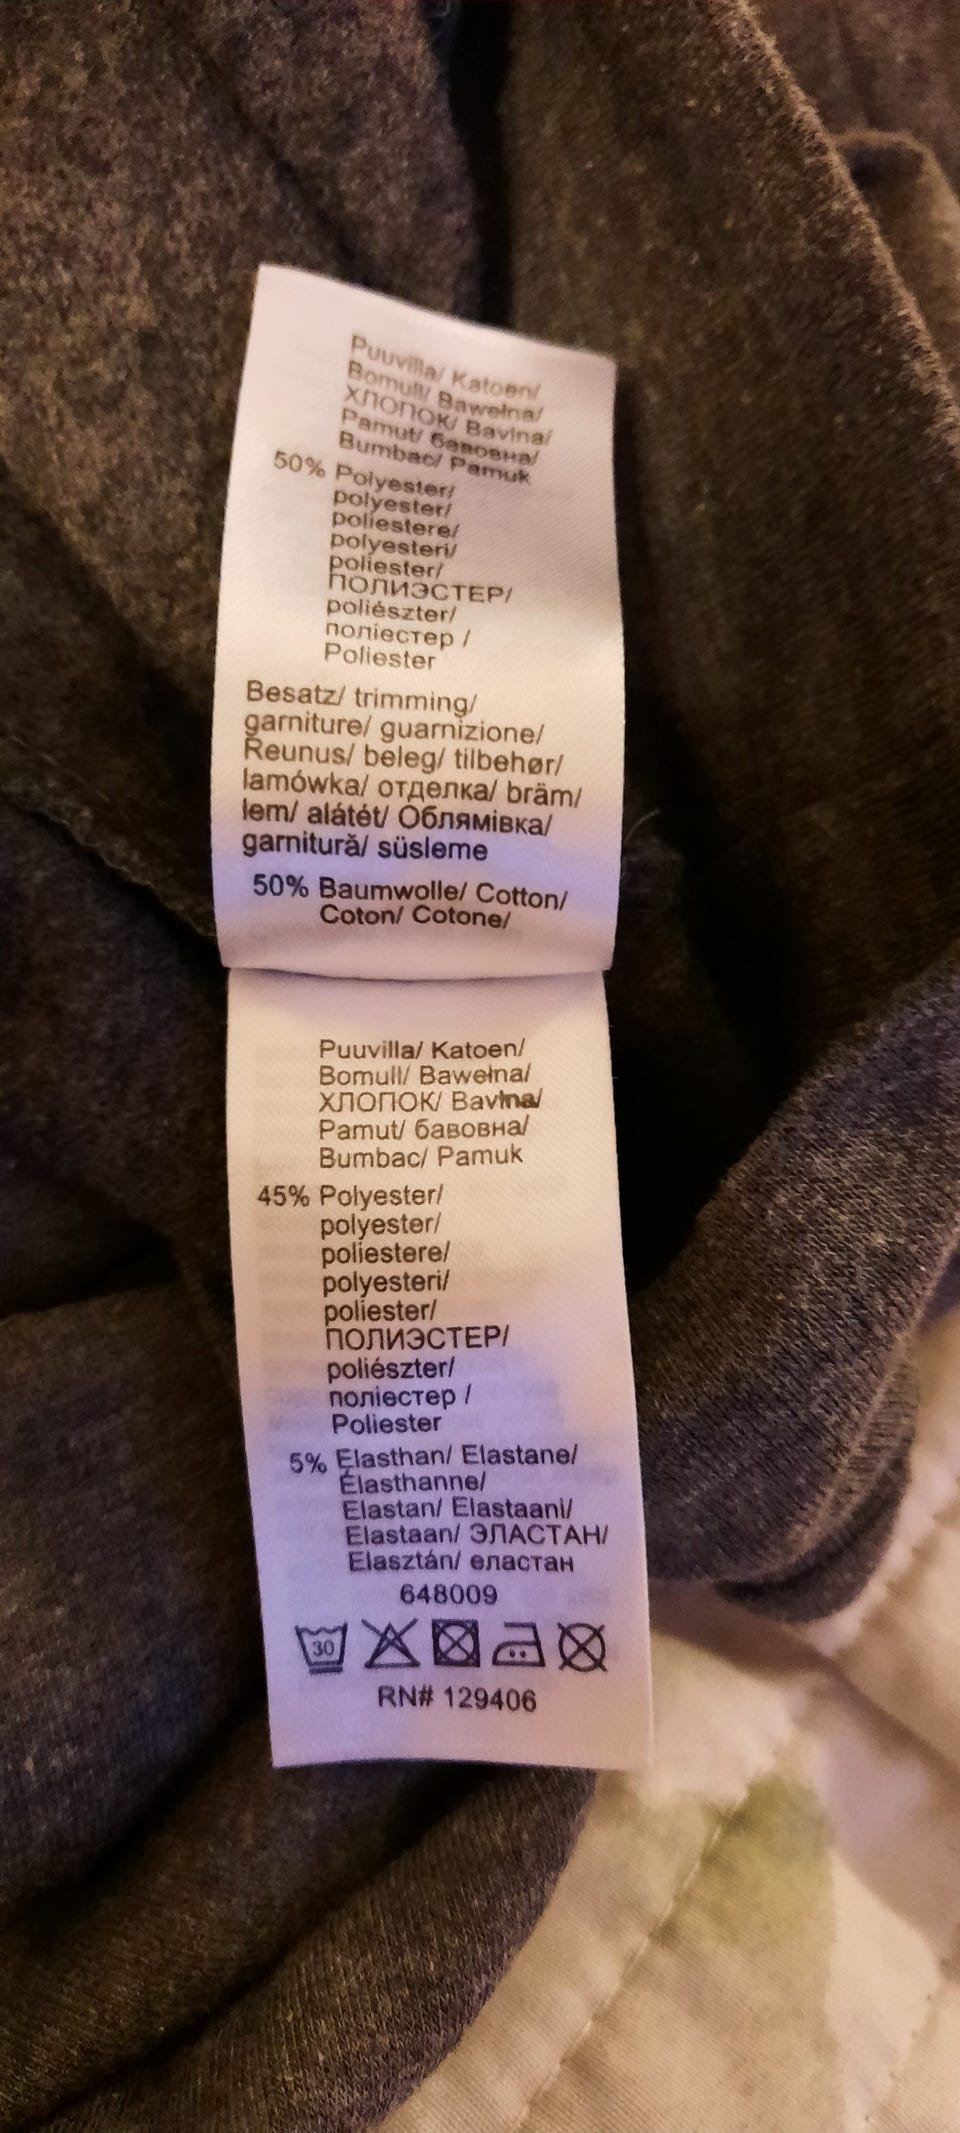 Puuvilla/ Katoen/
Bomull/ Bawełna/
ХЛОПОК/ Bavlna/
Pamut/ бавовна/
Bumbac/ Pamuk
50% Polyester/
polyester/
poliestere/
polyesteri/
poliester/
ПОЛИЭСТЕР/
poliészter/
поліестер /
Poliester
Besatz/ trimming/
garniture/ guarnizione/
Reunus/ beleg/ tilbehør/
lamówka/ отделка/ bräm/
lem/ alátét/ Облямівка/
garnitură/ süsleme
50% Baumwolle/ Cotton/
Coton/ Cotone/
Puuvilla/ Katoen/
Bomull/ Bawełna/
ХЛОПОК/ Bavlna/
Pamut/ бавовна/
Bumbac/ Pamuk
45% Polyester/
polyester/
poliestere/
polyesteri/
poliester/
ПОЛИЭСТЕР/
poliészter/
поліестер /
Poliester
5% Elasthan/ Elastane/
Élasthanne/
Elastan/ Elastaani/
Elastaan/ ЭЛАСТАН/
Elasztán/ еластан
648009
30
RN# 129406